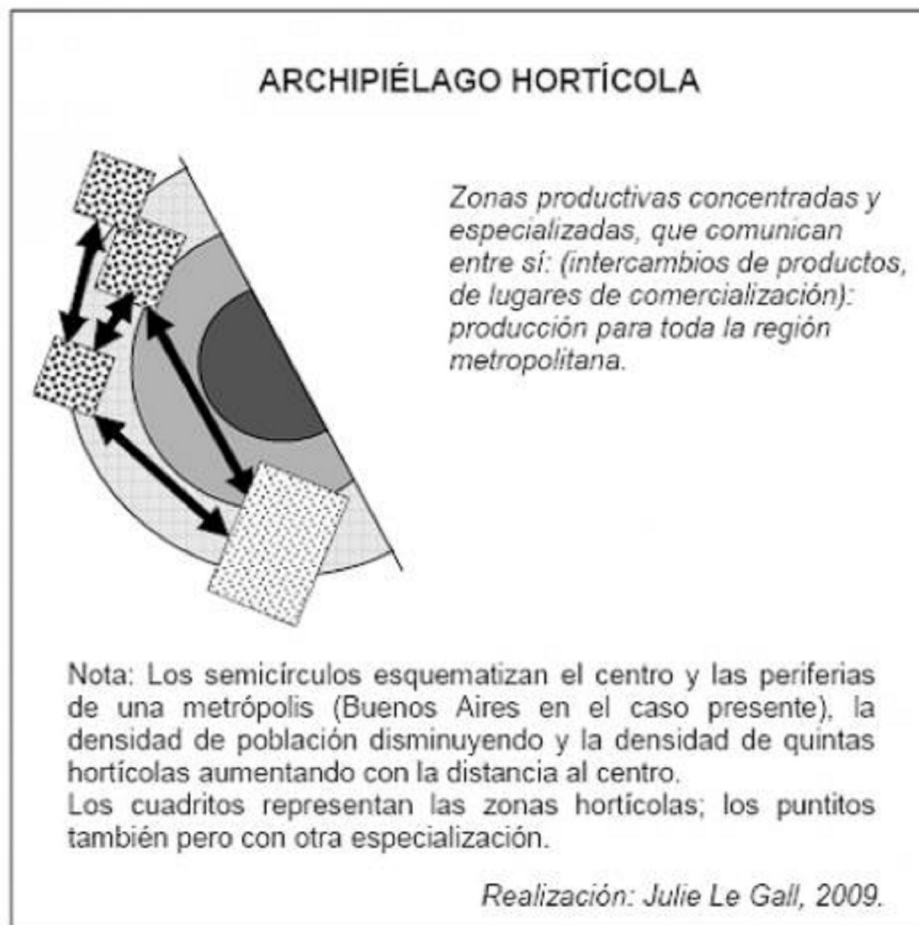 ARCHIPIÉLAGO HORTÍCOLA
Zonas productivas concentradas y
especializadas, que comunican
entre sí: (intercambios de productos,
de lugares de comercialización):
producción para toda la región
metropolitana.
Nota: Los semicírculos esquematizan el centro y las periferias
de una metrópolis (Buenos Aires en el caso presente), la
densidad de población disminuyendo y la densidad de quintas
hortícolas aumentando con la distancia al centro.
Los cuadritos representan las zonas hortícolas; los puntitos
también pero con otra especialización.
Realización: Julie Le Gall, 2009.